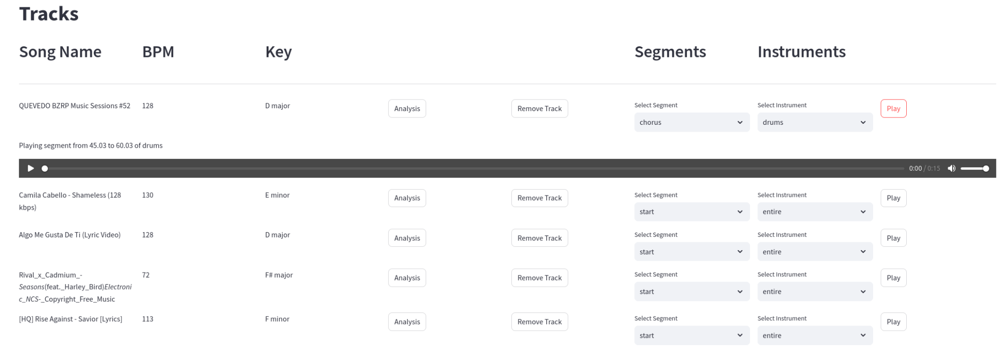 Tracks
Song Name BPM Key Segments Instruments
QUEVEDO BZRP Music Sessions #52 128 D major Analysis Remove Track Select Segment Select Instrument Play
chorus drums
Playing segment from 45.03 to 60.03 of drums
0:00 / 0:15
Camila Cabello - Shameless (128 130 E minor Analysis Remove Track Select Segment Select Instrument Play
kbps)
start entire
Algo Me Gusta De Ti (Lyric Video) 128 D major Analysis Remove Track Select Segment Select Instrument Play
start entire
Rival_x_Cadmium_- 72 F# major Analysis Remove Track Select Segment Select Instrument Play
Seasons(feat._Harley_Bird)Electroni
start entire
c_NCS-_Copyright_Free_Music
[HQ] Rise Against - Savior [Lyrics] 113 F minor Analysis Remove Track Select Segment Select Instrument Play
start entire